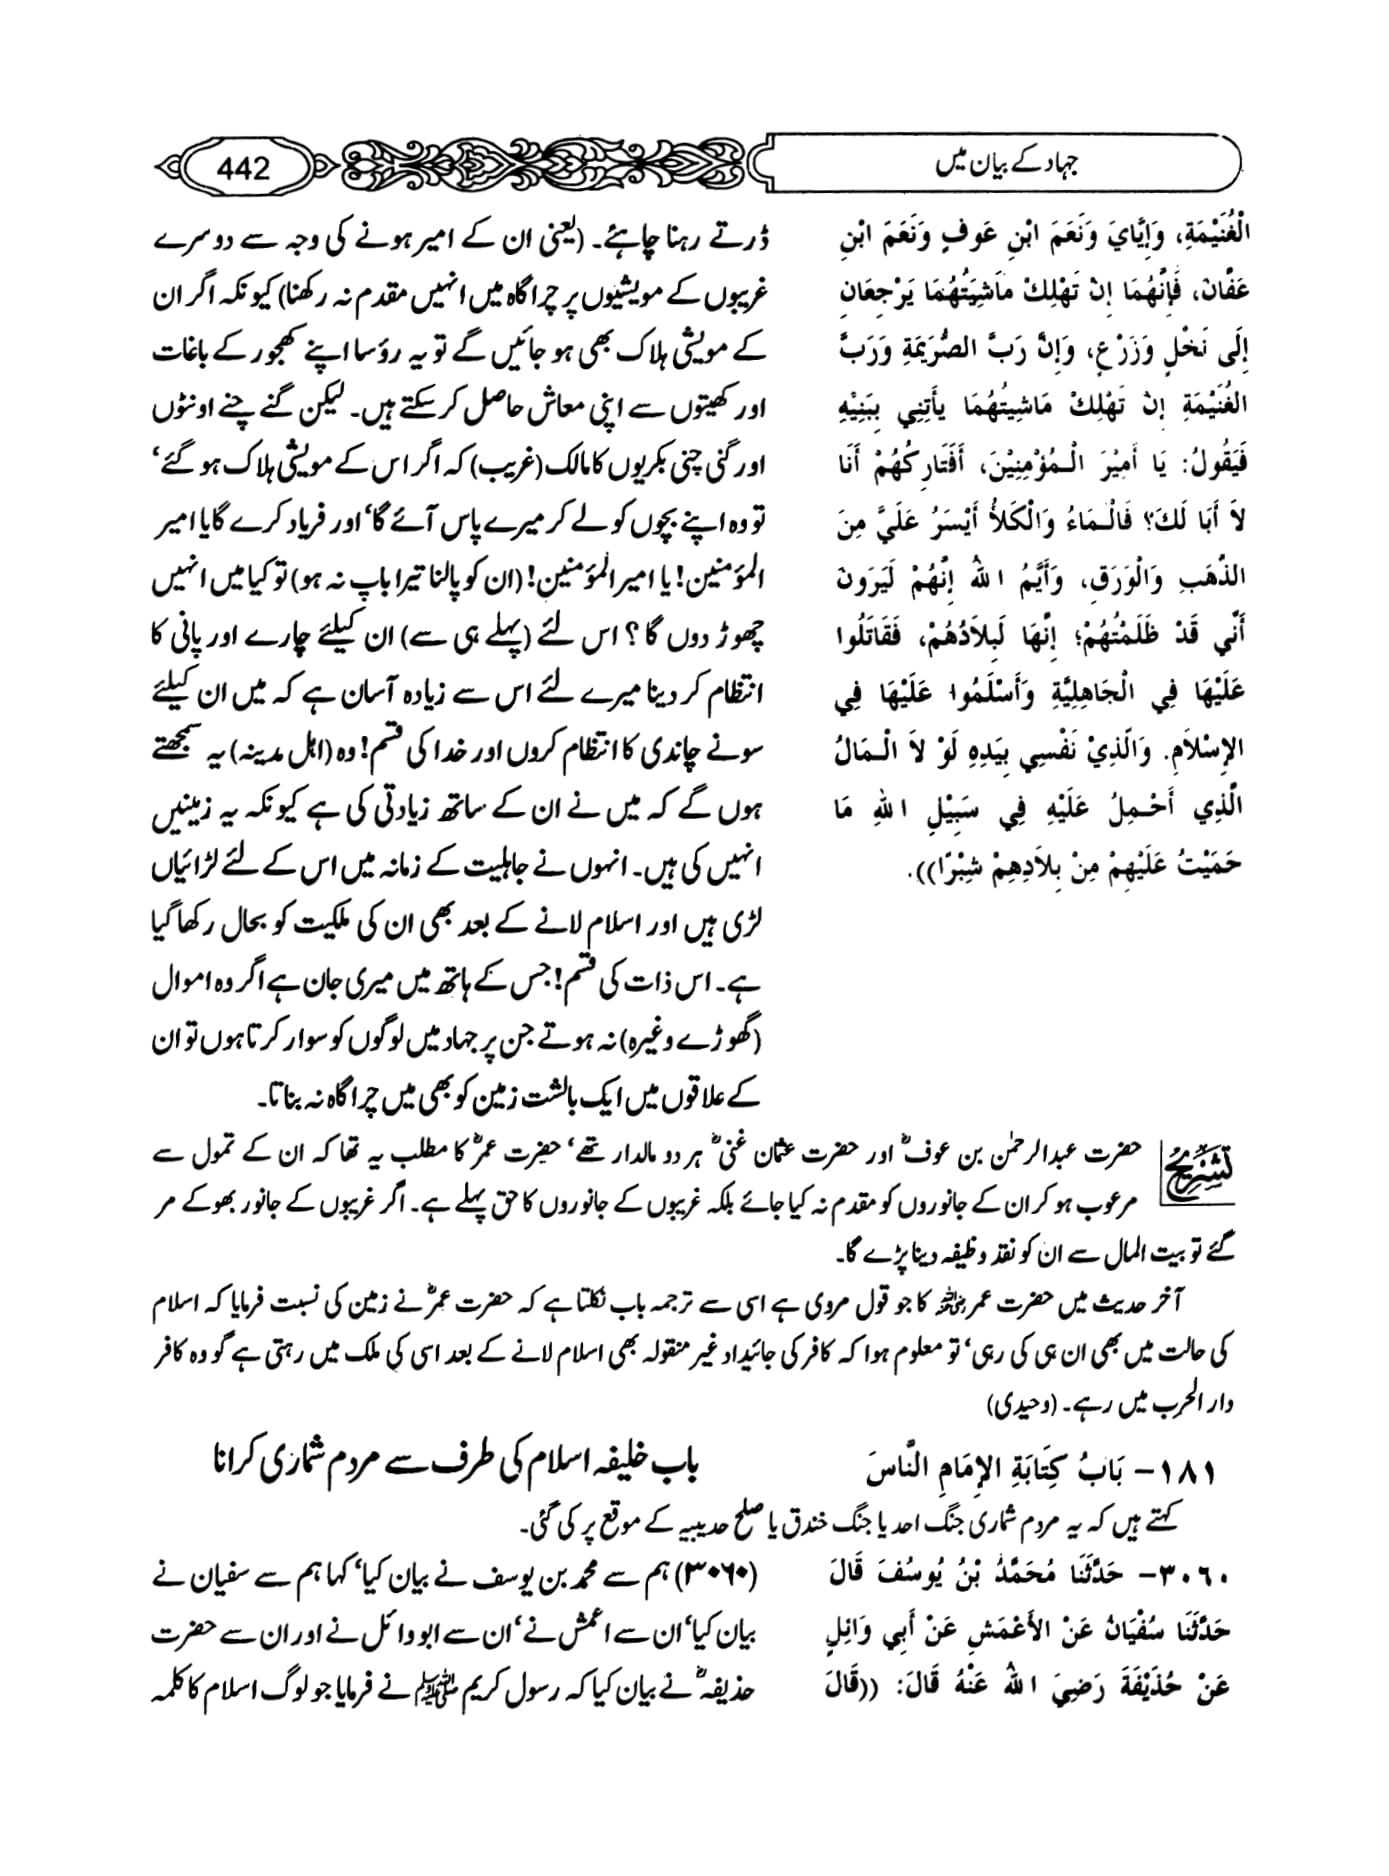 جہاد کے بیان میں
442
الْغُنَيْمَةِ، وَإِيَّايَ وَنَعَمَ ابْنِ عَوفٍ وَنَعَمَ ابْنِ
عَفَّانَ، فَإِنَّهُمَا إِنْ تَهْلِكْ مَاشِيَتُهُمَا يَرْجِعَانِ
إِلَى نَخْلٍ وَزَرْعٍ، وَإِنَّ رَبَّ الصُّرَيْمَةِ وَرَبَّ
الغُنَيْمَةِ إِنْ تَهْلِكْ مَاشِيَتُهُمَا يَأْتِنِي بِبَنِيْهِ
فَيَقُولُ: يَا أَمِيْرَ الْـمُؤْمِنِيْنَ، أَفَتَارِكُهُمْ أَنَا
لاَ أَبَا لَكَ؟ فَالْـمَاءُ وَالْكَلأُ أَيْسَرُ عَلَيَّ مِنَ
الذَّهَبِ وَالْوَرَقِ، وَأَيْمُ اللهِ إِنَّهُمْ لَيَرَونَ
أَنِّي قَدْ ظَلَمْتُهُمْ؛ إِنَّهَا لَبِلاَدُهُمْ، فَقَاتَلُوا
عَلَيْهَا فِي الْجَاهِلِيَّةِ وَأَسْلَمُوا عَلَيْهَا فِي
الإِسْلاَمِ. وَالَّذِيْ نَفْسِي بِيَدِهِ لَوْ لاَ الْـمَالُ
الَّذِي أَحْـمِلُ عَلَيْهِ فِي سَبِيْلِ اللهِ مَا
حَمَيْتُ عَلَيْهِمْ مِنْ بِلاَدِهِمْ شِبْرًا)).
ڈرتے رہنا چاہئے۔ (یعنی ان کے امیر ہونے کی وجہ سے دوسرے
غریبوں کے مویشیوں پر چراگاہ میں انہیں مقدم نہ رکھنا) کیونکہ اگر ان
کے مویشی ہلاک بھی ہو جائیں گے تو یہ رؤسا اپنے کھجور کے باغات
اور کھیتوں سے اپنی معاش حاصل کر سکتے ہیں۔ لیکن گنے چنے اونٹوں
اور گنی چنی بکریوں کا مالک (غریب) کہ اگر اس کے مویشی ہلاک ہو گئے‘
تو وہ اپنے بچوں کو لے کر میرے پاس آئے گا‘ اور فریاد کرے گا یا امیر
المؤمنین! یا امیر المؤمنین! (ان کو پالنا تیرا باپ نہ ہو) تو کیا میں انہیں
چھوڑ دوں گا؟ اس لئے (پہلے ہی سے) ان کیلئے چارے اور پانی کا
انتظام کر دینا میرے لئے اس سے زیادہ آسان ہے کہ میں ان کیلئے
سونے چاندی کا انتظام کروں اور خدا کی قسم! وہ (اہل مدینہ) یہ سمجھتے
ہوں گے کہ میں نے ان کے ساتھ زیادتی کی ہے کیونکہ یہ زمینیں
انہیں کی ہیں۔ انہوں نے جاہلیت کے زمانہ میں اس کے لئے لڑائیاں
لڑی ہیں اور اسلام لانے کے بعد بھی ان کی ملکیت کو بحال رکھا گیا
ہے۔ اس ذات کی قسم! جس کے ہاتھ میں میری جان ہے اگر وہ اموال
(گھوڑے وغیرہ) نہ ہوتے جن پر جہاد میں لوگوں کو سوار کرتا ہوں تو ان
کے علاقوں میں ایک بالشت زمین کو بھی میں چراگاہ نہ بناتا۔
تشریح
حضرت عبدالرحمٰن بن عوفؓ اور حضرت عثمان غنیؓ ہر دو مالدار تھے‘ حضرت عمرؓ کا مطلب یہ تھا کہ ان کے تمول سے
مرعوب ہو کر ان کے جانوروں کو مقدم نہ کیا جائے بلکہ غریبوں کے جانوروں کا حق پہلے ہے۔ اگر غریبوں کے جانور بھوکے مر
گئے تو بیت المال سے ان کو نقد وظیفہ دینا پڑے گا۔
آخر حدیث میں حضرت عمر رضی اللہ عنہ کا جو قول مروی ہے اسی سے ترجمہ باب نکلتا ہے کہ حضرت عمرؓ نے زمین کی نسبت فرمایا کہ اسلام
کی حالت میں بھی ان ہی کی رہی‘ تو معلوم ہوا کہ کافر کی جائیداد غیر منقولہ بھی اسلام لانے کے بعد اسی کی ملک میں رہتی ہے گو وہ کافر
دار الحرب میں رہے۔ (وحیدی)
١٨١- بَابُ كِتَابَةِ الإِمَامِ النَّاسَ
باب خلیفہ اسلام کی طرف سے مردم شماری کرانا
کہتے ہیں کہ یہ مردم شماری جنگ احد یا جنگ خندق یا صلح حدیبیہ کے موقع پر کی گئی۔
٣٠٦٠- حَدَّثَنَا مُحَمَّدُ بْنُ يُوسُفَ قَالَ
حَدَّثَنَا سُفْيَانُ عَنْ الأَعْمَشِ عَنْ أَبِي وَائِلٍ
عَنْ حُذَيْفَةَ رَضِيَ اللهُ عَنْهُ قَالَ: ((قَالَ
(۳۰۶۰) ہم سے محمد بن یوسف نے بیان کیا‘ کہا ہم سے سفیان نے
بیان کیا‘ ان سے اعمش نے‘ ان سے ابو وائل نے اور ان سے حضرت
حذیفہؓ نے بیان کیا کہ رسول کریم ﷺ نے فرمایا جو لوگ اسلام کا کلمہ